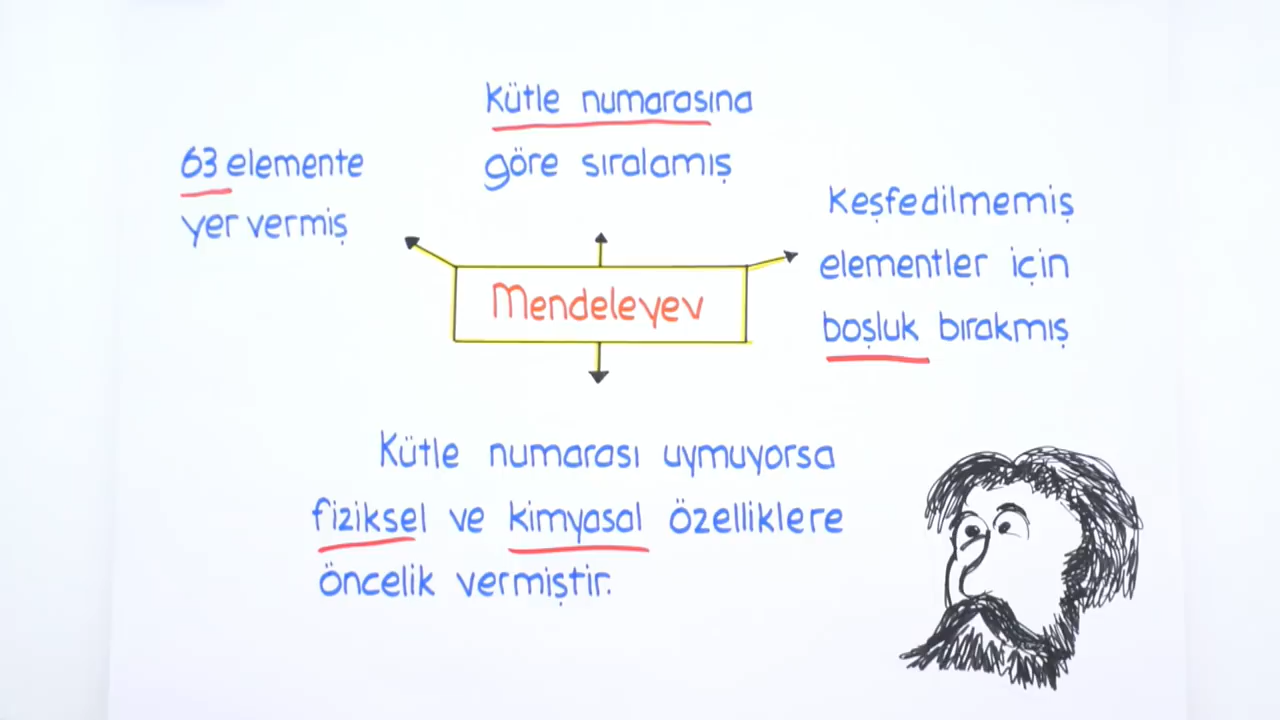 Kütle numarasına
göre sıralamış
63 elemente
yer vermiş
Keşfedilmemiş
elementler için
boşluk bırakmış
Mendeleyev
Kütle numarası uymuyorsa
fiziksel ve kimyasal özelliklere
öncelik vermiştir.